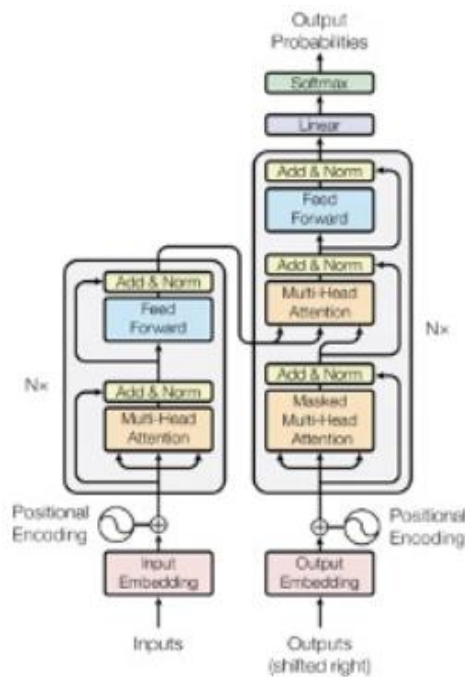 Output
Probabilities
Softmax
Linear
Add & Norm
Feed
Forward
Add & Norm
Multi-Head
Attention
Add & Norm
Masked
Multi-Head
Attention
Nx
Add & Norm
Feed
Forward
Add & Norm
Multi-Head
Attention
Nx
Positional
Encoding
Positional
Encoding
Input
Embedding
Output
Embedding
Inputs
Outputs
(shifted right)